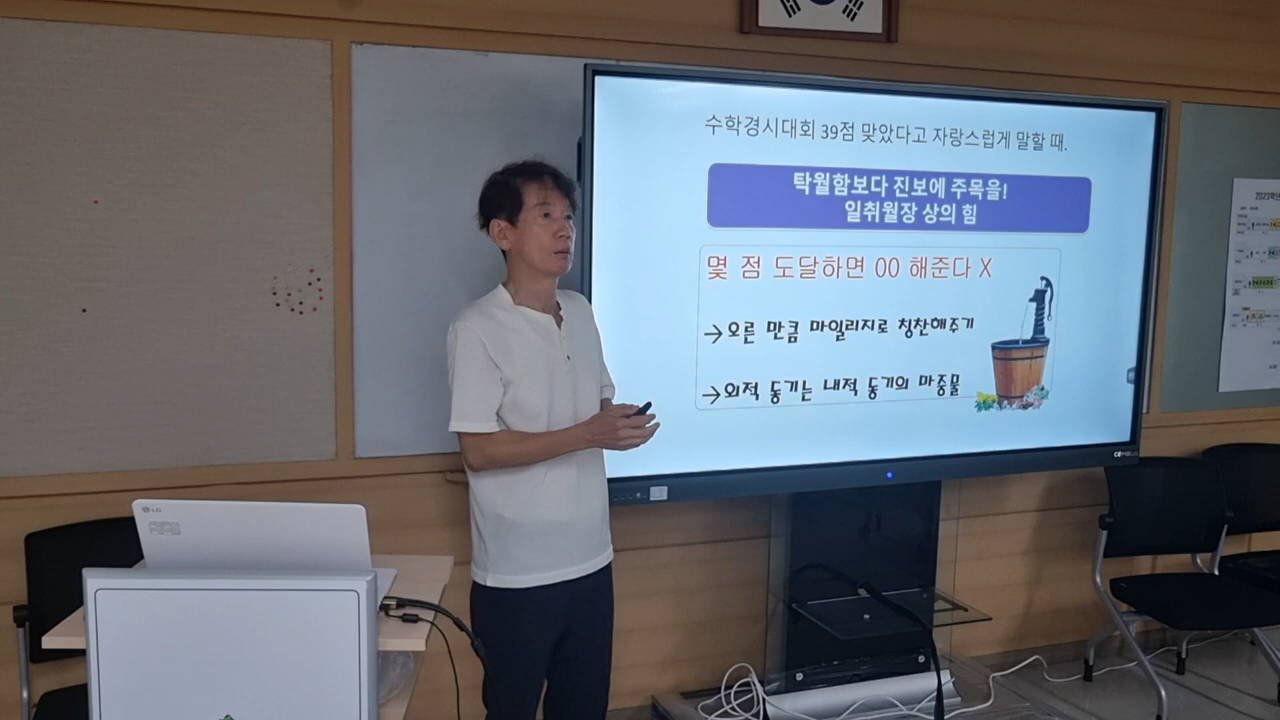 수학경시대회 39점 맞았다고 자랑스럽게 말할 때.
탁월함보다 진보에 주목을!
일취월장 상의 힘
몇 점 도달하면 00 해준다 X
→오른 만큼 마일리지로 칭찬해주기
→외적 동기는 내적 동기의 마중물
LG